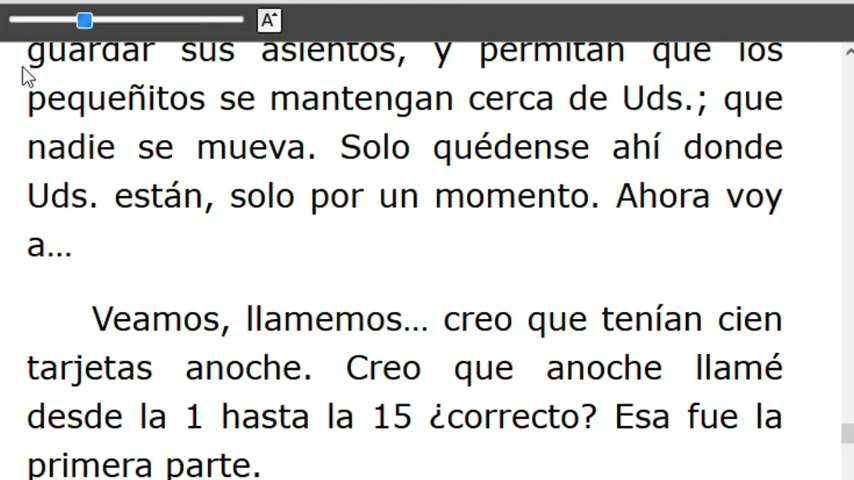 A
guardar sus asientos, y permitan que los
pequeñitos se mantengan cerca de Uds.; que
nadie se mueva. Solo quédense ahí donde
Uds. están, solo por un momento. Ahora voy
a...
Veamos, llamemos... creo que tenían cien
tarjetas anoche. Creo que anoche llamé
desde la 1 hasta la 15 ¿correcto? Esa fue la
primera parte.